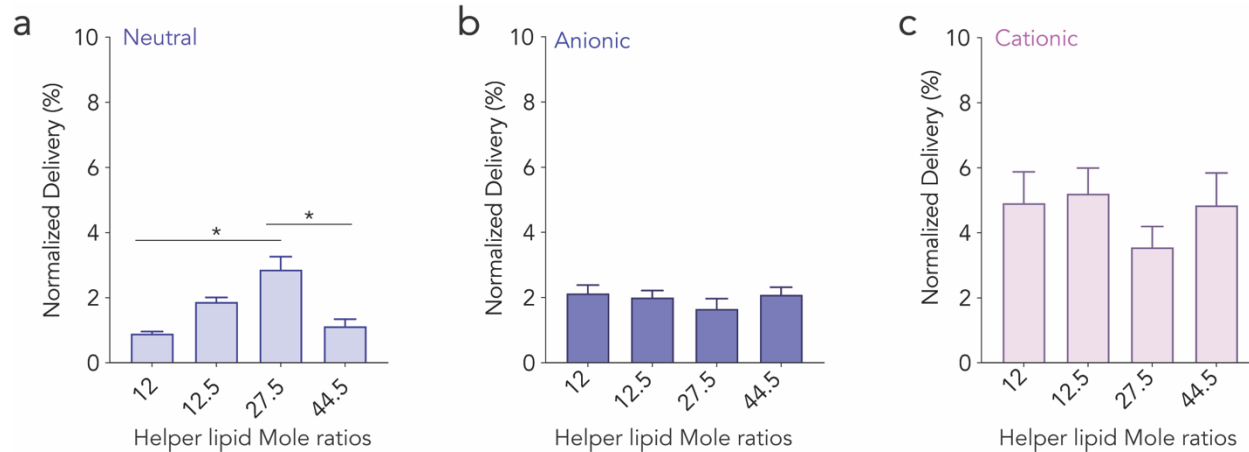 a
Neutral
Normalized Delivery (%)
10
8
6
4
2
0
*
*
12
12.5
27.5
44.5
Helper lipid Mole ratios
b
Anionic
Normalized Delivery (%)
10
8
6
4
2
0
12
12.5
27.5
44.5
Helper lipid Mole ratios
c
Cationic
Normalized Delivery (%)
10
8
6
4
2
0
12
12.5
27.5
44.5
Helper lipid Mole ratios